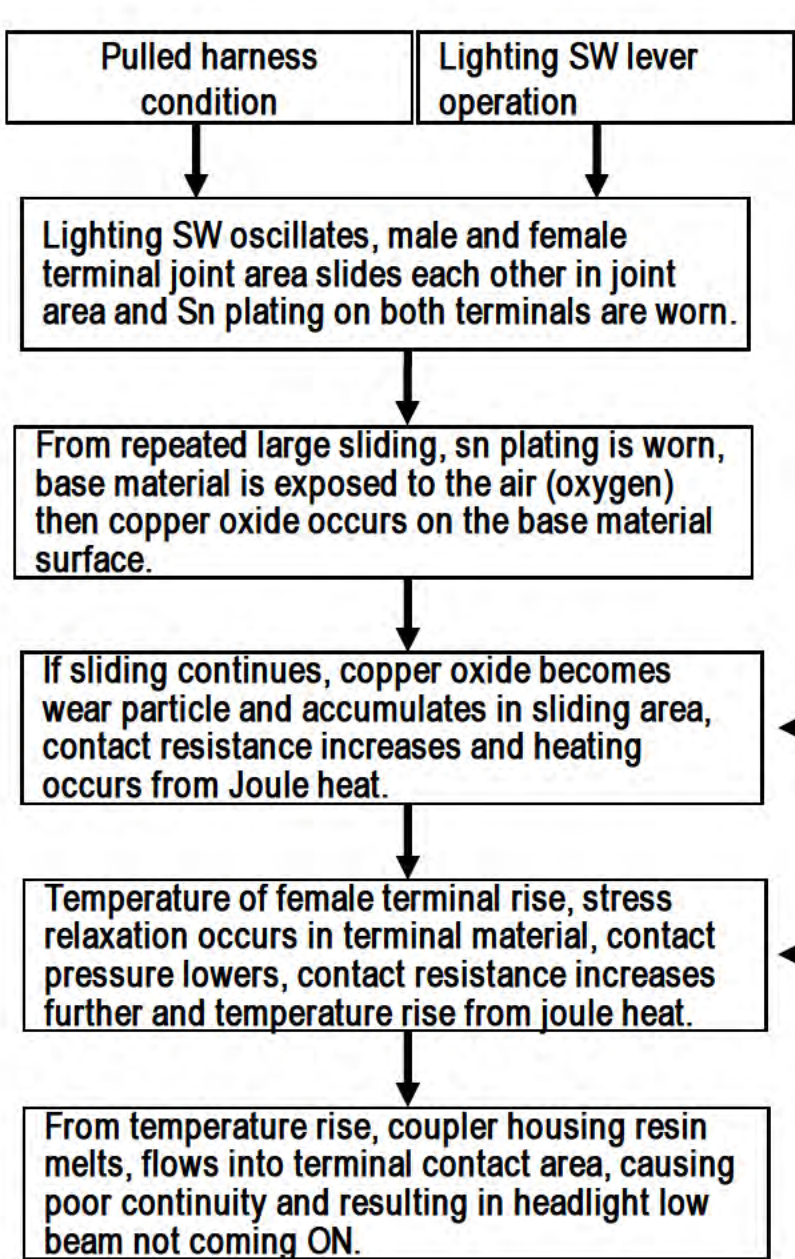 Pulled harness
condition
Lighting SW lever
operation
Lighting SW oscillates, male and female
terminal joint area slides each other in joint
area and Sn plating on both terminals are worn.
From repeated large sliding, sn plating is worn,
base material is exposed to the air (oxygen)
then copper oxide occurs on the base material
surface.
If sliding continues, copper oxide becomes
wear particle and accumulates in sliding area,
contact resistance increases and heating
occurs from Joule heat.
Temperature of female terminal rise, stress
relaxation occurs in terminal material, contact
pressure lowers, contact resistance increases
further and temperature rise from joule heat.
From temperature rise, coupler housing resin
melts, flows into terminal contact area, causing
poor continuity and resulting in headlight low
beam not coming ON.